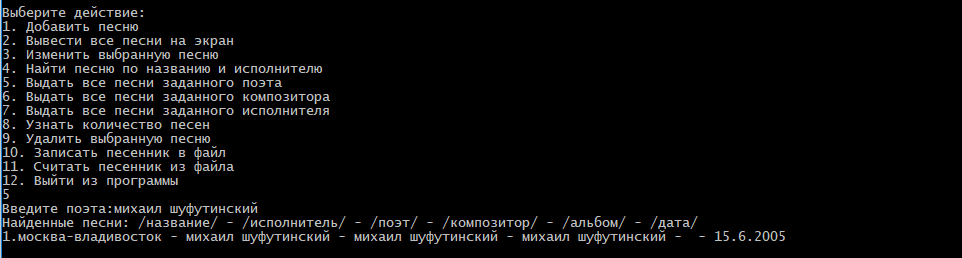 Выберите действие:
1. Добавить песню
2. Вывести все песни на экран
3. Изменить выбранную песню
4. Найти песню по названию и исполнителю
5. Выдать все песни заданного поэта
6. Выдать все песни заданного композитора
7. Выдать все песни заданного исполнителя
8. Узнать количество песен
9. Удалить выбранную песню
10. Записать песенник в файл
11. Считать песенник из файла
12. Выйти из программы
5
Введите поэта:михаил шуфутинский
Найденные песни: /название/ - /исполнитель/ - /поэт/ - /композитор/ - /альбом/ - /дата/
1.москва-владивосток - михаил шуфутинский - михаил шуфутинский - михаил шуфутинский -  - 15.6.2005